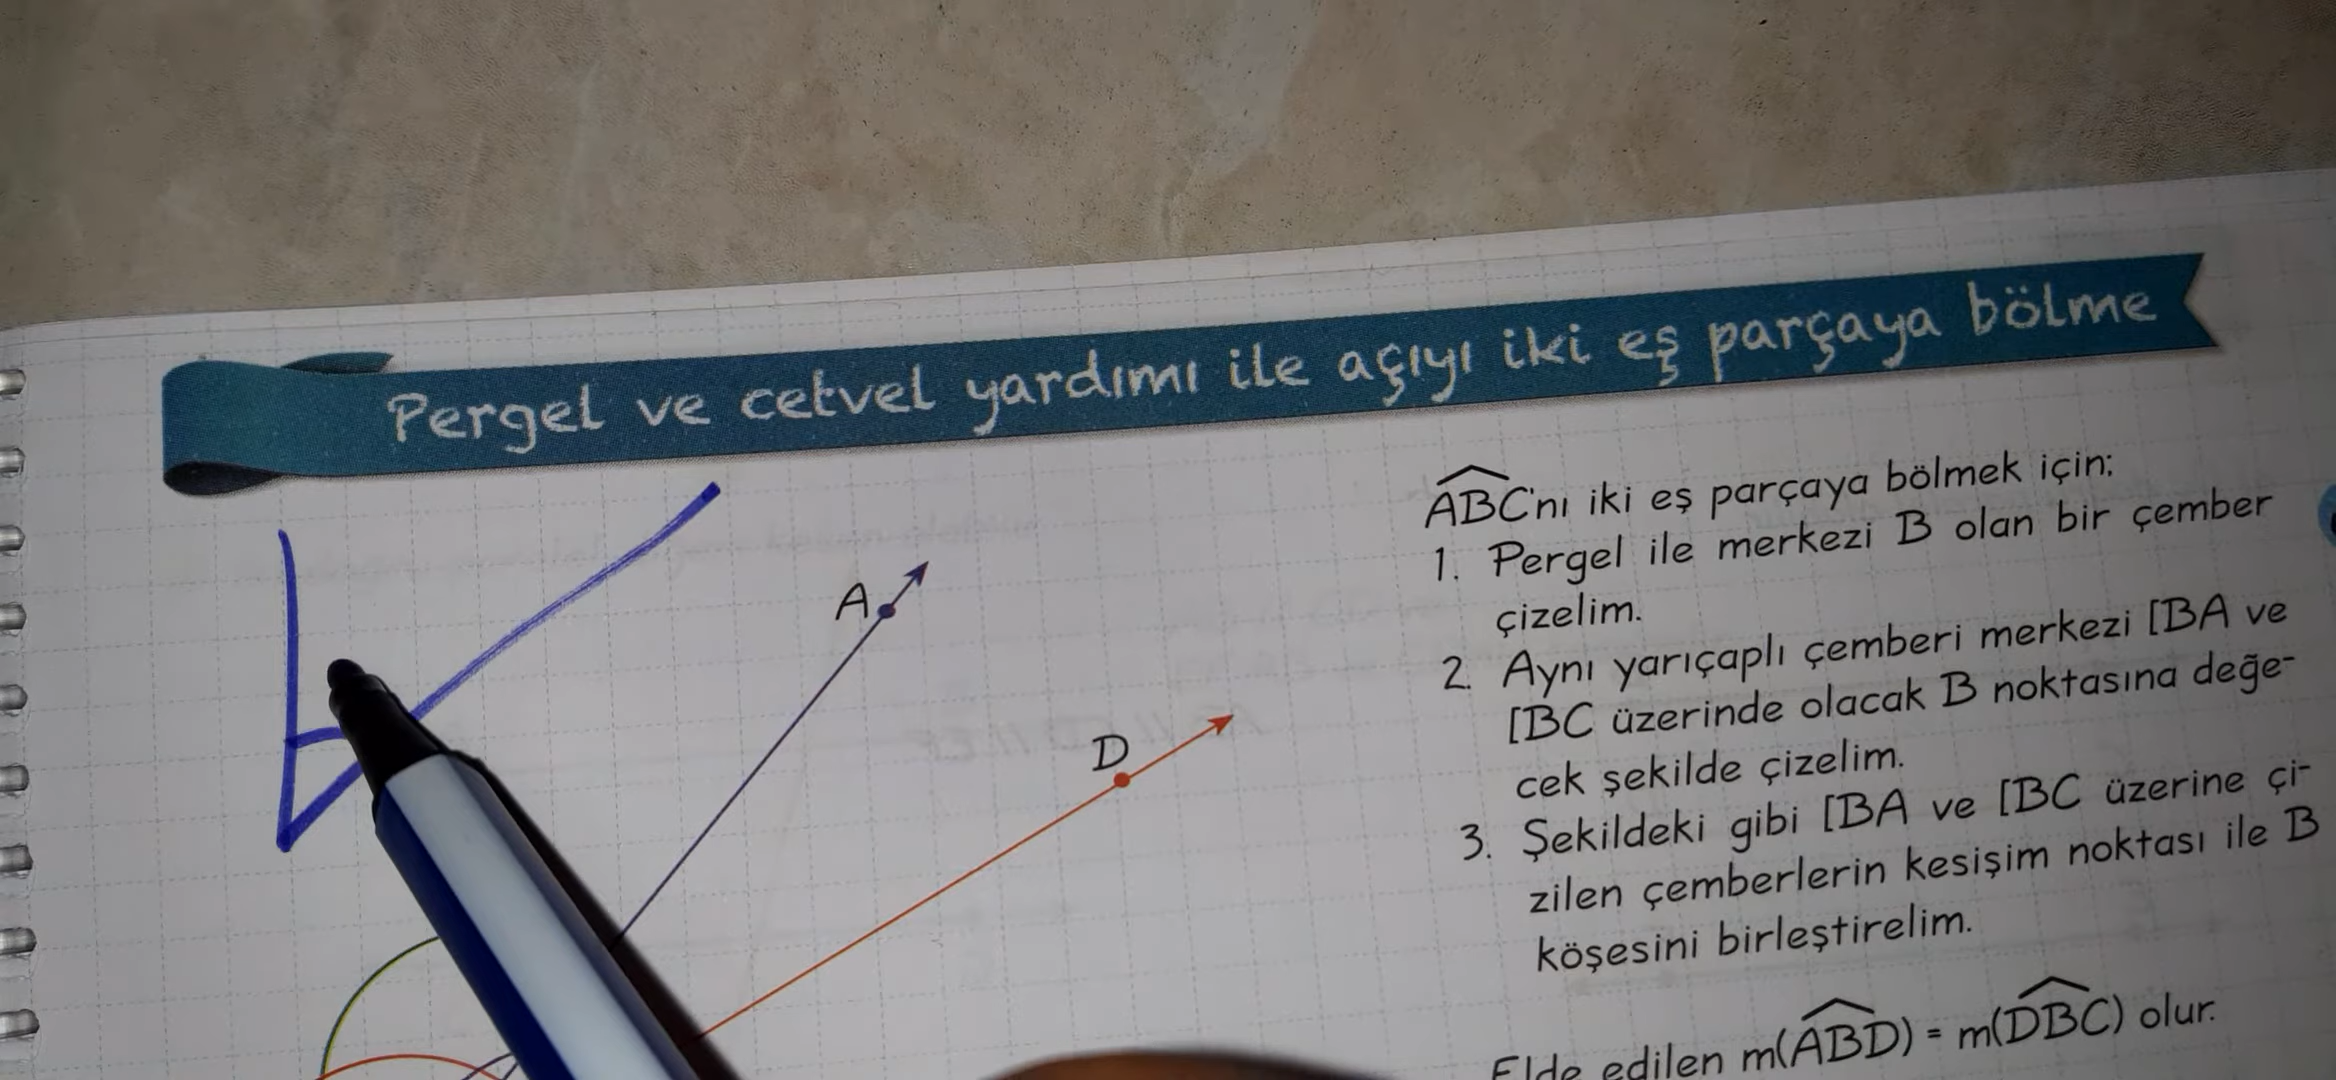 Pergel ve cetvel yardımı ile açıyı iki eş parçaya bölme
A
D
ABC'nı iki eş parçaya bölmek için;
1. Pergel ile merkezi B olan bir çember
çizelim.
2. Aynı yarıçaplı çemberi merkezi [BA ve
[BC üzerinde olacak B noktasına değe-
cek şekilde çizelim.
3. Şekildeki gibi [BA ve [BC üzerine çi-
zilen çemberlerin kesişim noktası ile B
köşesini birleştirelim.
Elde edilen m(ABD) = m(DBC) olur.